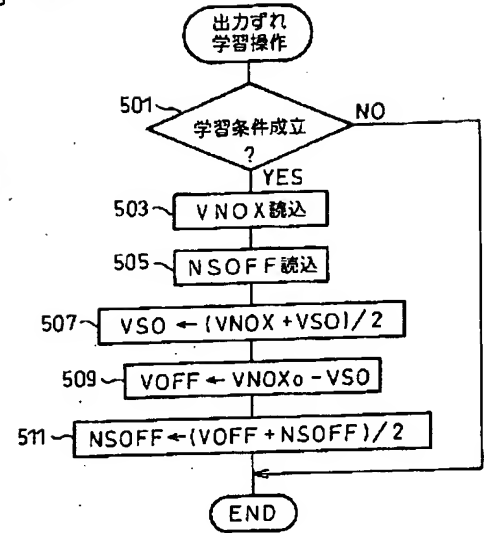 出力ずれ
学習操作
501
学習条件成立
?
NO
YES
503
VNOX読込
505
NSOFF読込
507
VSO ← (VNOX + VSO) / 2
509
VOFF ← VNOXo - VSO
511
NSOFF ← (VOFF + NSOFF) / 2
END